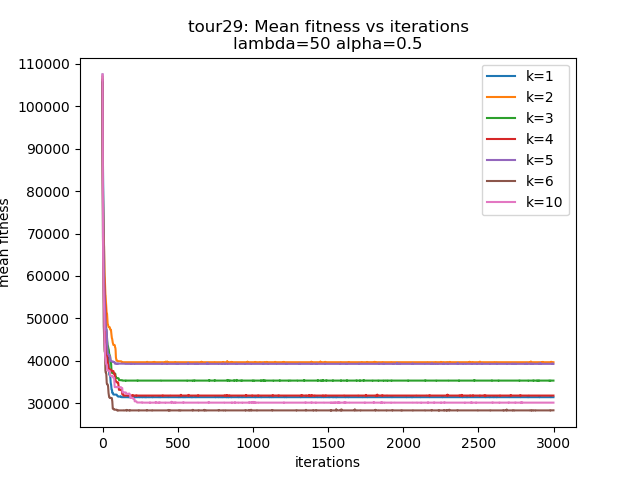 tour29: Mean fitness vs iterations
lambda=50 alpha=0.5
110000
100000
90000
80000
70000
60000
50000
40000
30000
mean fitness
k=1
k=2
k=3
k=4
k=5
k=6
k=10
0
500
1000
1500
2000
2500
3000
iterations